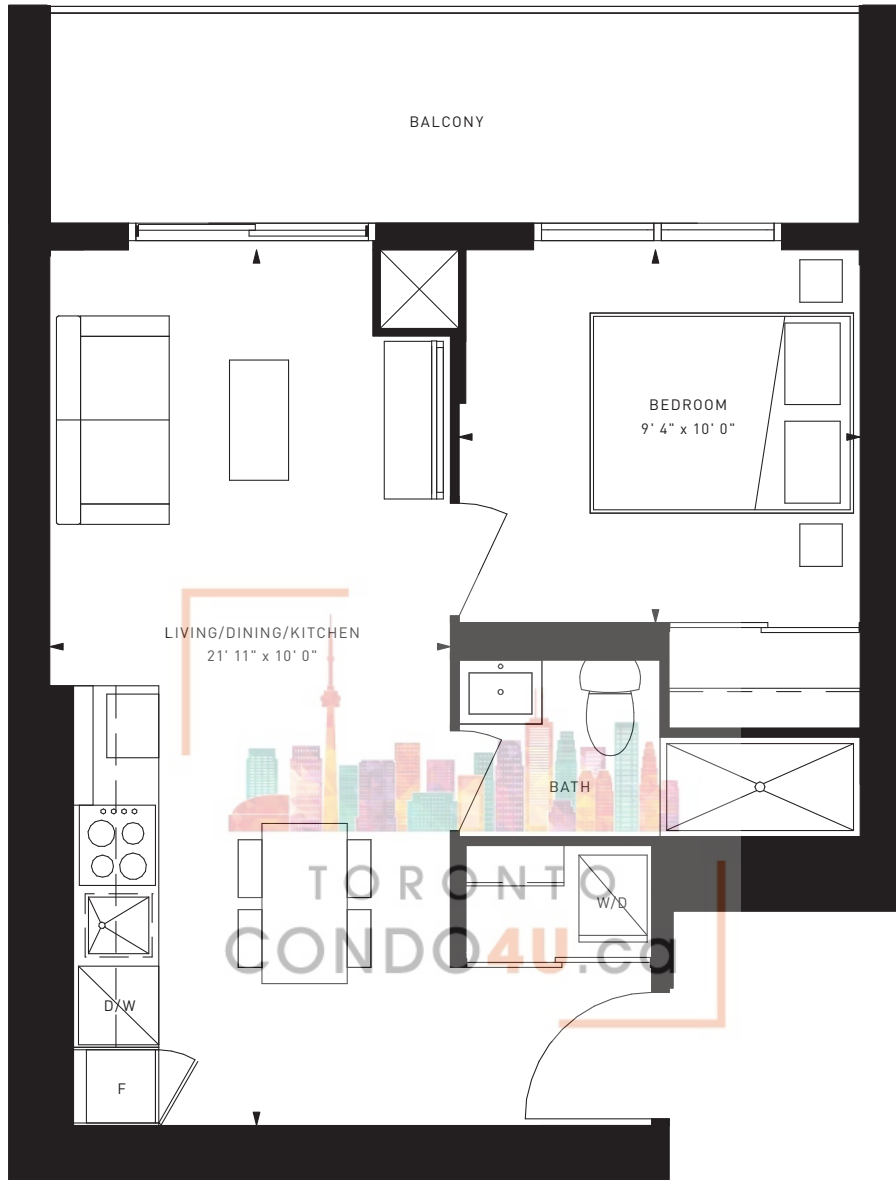 BALCONY
BEDROOM
9' 4" x 10' 0"
LIVING/DINING/KITCHEN
21' 11" x 10' 0"
BATH
TORONTO
W/D
CONDO4U.ca
D/W
F